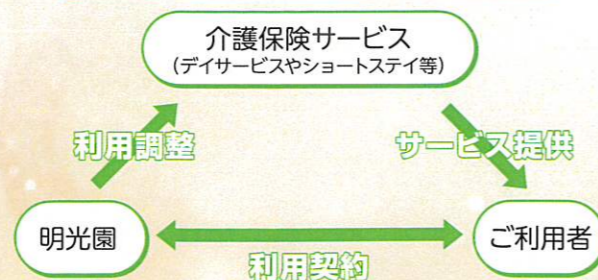 介護保険サービス
（デイサービスやショートステイ等）
利用調整
サービス提供
明光園
ご利用者
利用契約